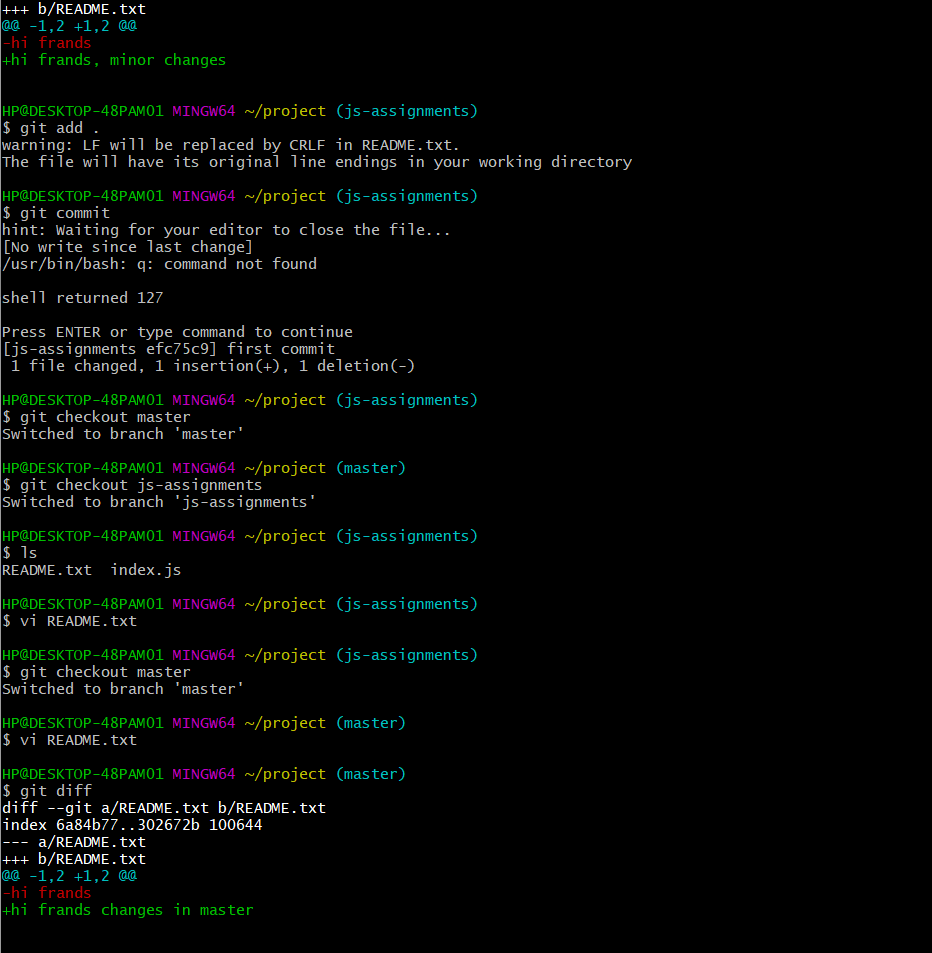 +++ b/README.txt
@@ -1,2 +1,2 @@
-hi frands
+hi frands, minor changes
HP@DESKTOP-48PAMO1 MINGW64 ~/project (js-assignments)
$ git add .
warning: LF will be replaced by CRLF in README.txt.
The file will have its original line endings in your working directory
HP@DESKTOP-48PAMO1 MINGW64 ~/project (js-assignments)
$ git commit
hint: Waiting for your editor to close the file...
[No write since last change]
/usr/bin/bash: q: command not found
shell returned 127
Press ENTER or type command to continue
[js-assignments efc75c9] first commit
 1 file changed, 1 insertion(+), 1 deletion(-)
HP@DESKTOP-48PAMO1 MINGW64 ~/project (js-assignments)
$ git checkout master
Switched to branch 'master'
HP@DESKTOP-48PAMO1 MINGW64 ~/project (master)
$ git checkout js-assignments
Switched to branch 'js-assignments'
HP@DESKTOP-48PAMO1 MINGW64 ~/project (js-assignments)
$ ls
README.txt  index.js
HP@DESKTOP-48PAMO1 MINGW64 ~/project (js-assignments)
$ vi README.txt
HP@DESKTOP-48PAMO1 MINGW64 ~/project (js-assignments)
$ git checkout master
Switched to branch 'master'
HP@DESKTOP-48PAMO1 MINGW64 ~/project (master)
$ vi README.txt
HP@DESKTOP-48PAMO1 MINGW64 ~/project (master)
$ git diff
diff --git a/README.txt b/README.txt
index 6a84b77..302672b 100644
--- a/README.txt
+++ b/README.txt
@@ -1,2 +1,2 @@
-hi frands
+hi frands changes in master